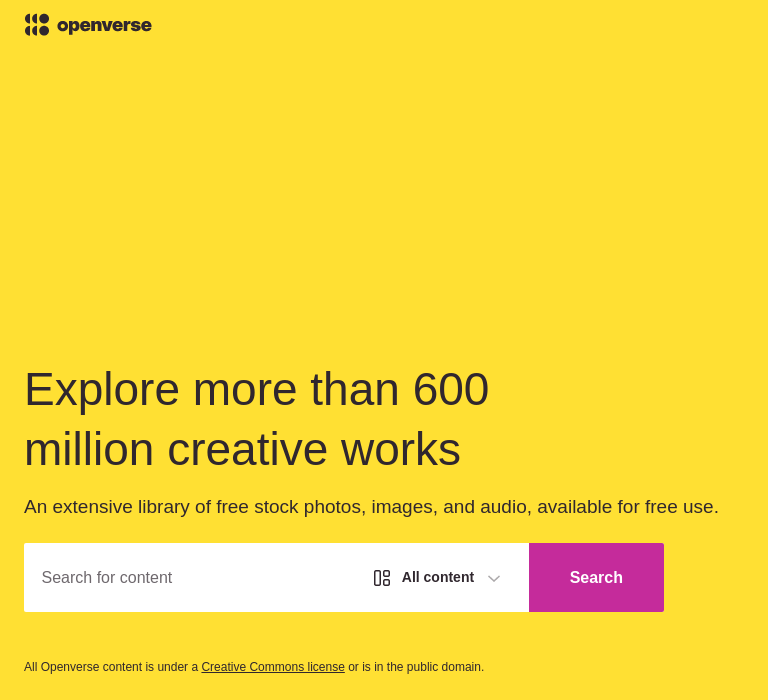 openverse
Explore more than 600
million creative works
An extensive library of free stock photos, images, and audio, available for free use.
Search for content
All content
Search
All Openverse content is under a Creative Commons license or is in the public domain.